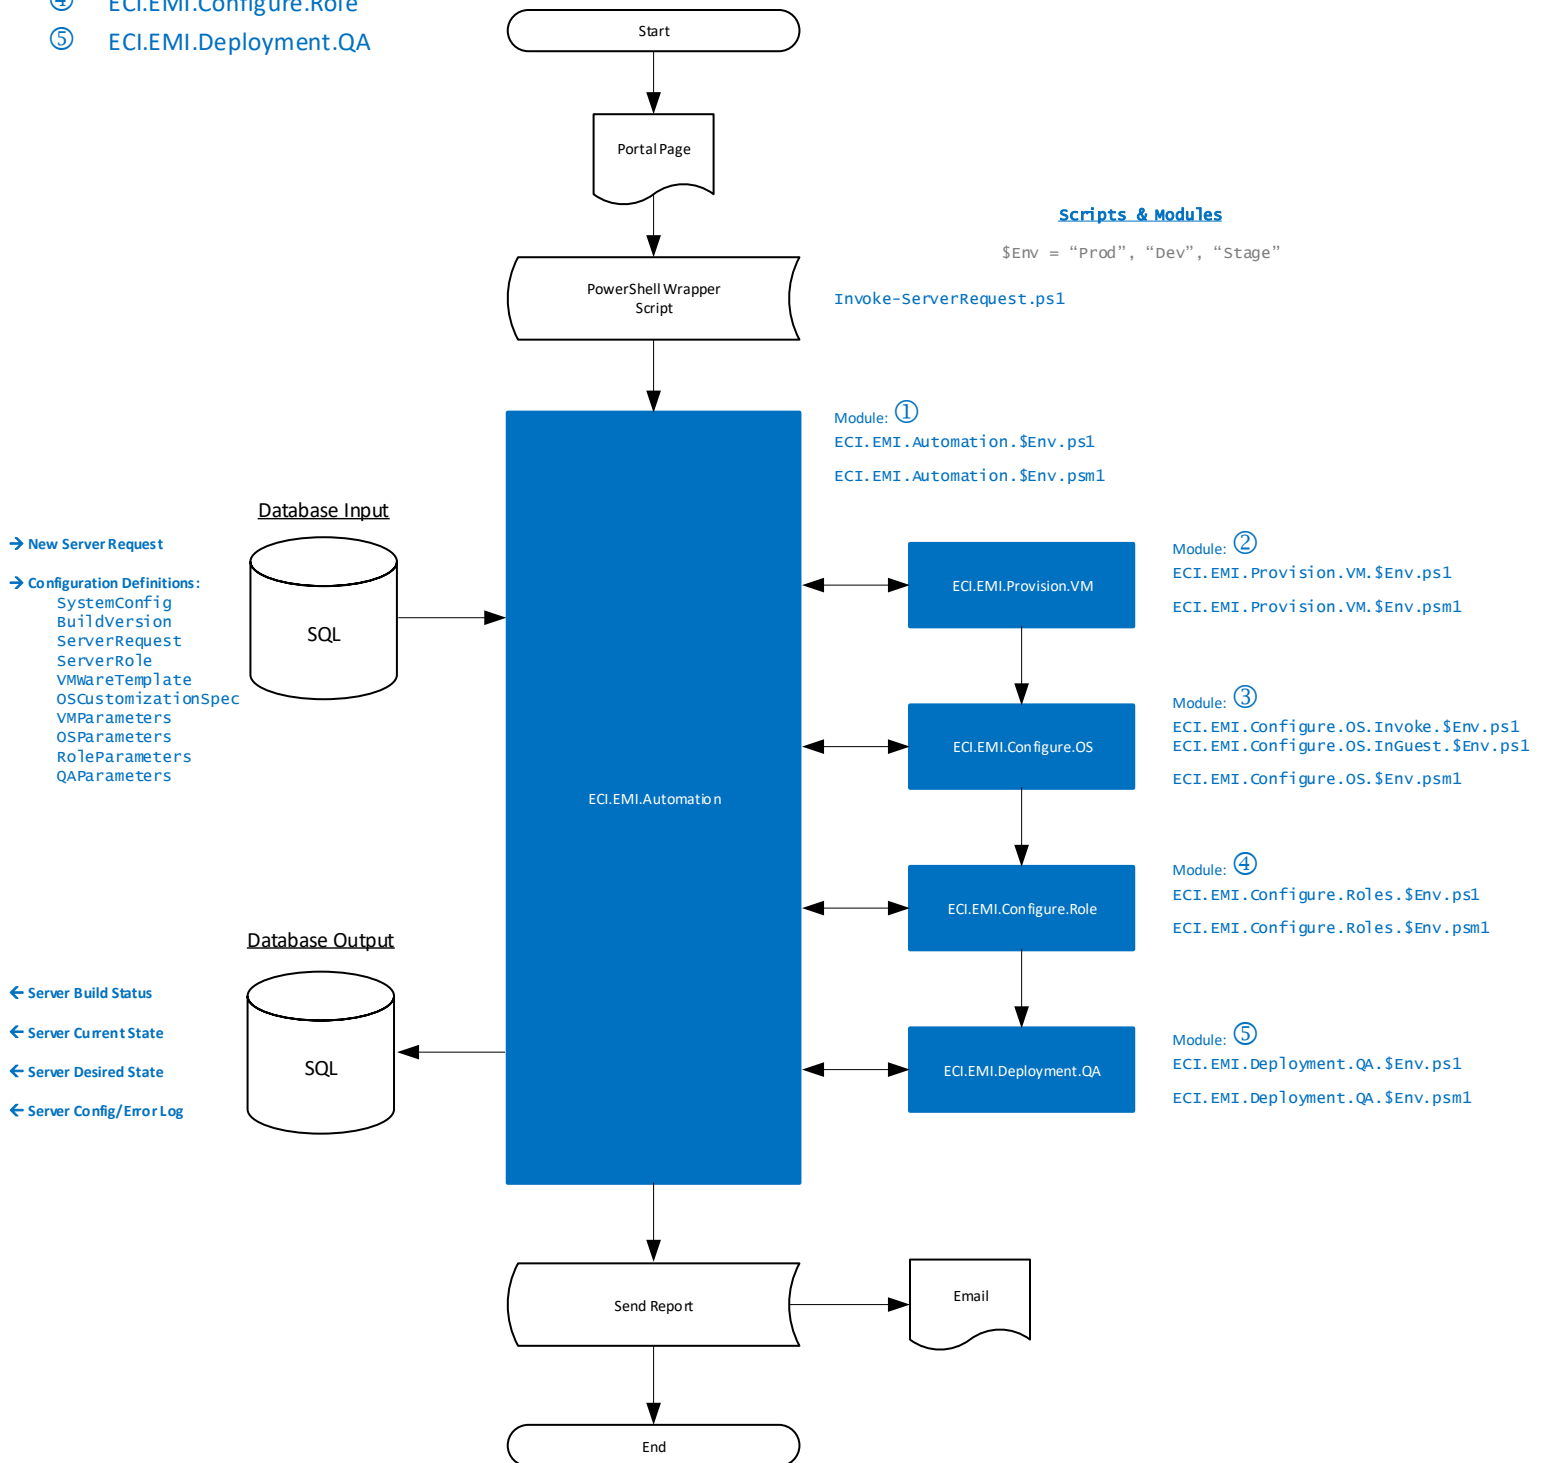 ④ ECI.EMI.Configure.Role
⑤ ECI.EMI.Deployment.QA
Start
Portal Page
Scripts & Modules
$Env = “Prod”, “Dev”, “Stage”
PowerShell Wrapper
Script
Invoke-ServerRequest.ps1
Module: ①
ECI.EMI.Automation.$Env.ps1
ECI.EMI.Automation.$Env.psm1
Database Input
→ New Server Request
→ Configuration Definitions:
SystemConfig
BuildVersion
ServerRequest
ServerRole
VMWareTemplate
OSCustomizationSpec
VMParameters
OSParameters
RoleParameters
QAParameters
SQL
ECI.EMI.Automation
ECI.EMI.Provision.VM
Module: ②
ECI.EMI.Provision.VM.$Env.ps1
ECI.EMI.Provision.VM.$Env.psm1
ECI.EMI.Configure.OS
Module: ③
ECI.EMI.Configure.OS.Invoke.$Env.ps1
ECI.EMI.Configure.OS.InGuest.$Env.ps1
ECI.EMI.Configure.OS.$Env.psm1
ECI.EMI.Configure.Role
Module: ④
ECI.EMI.Configure.Roles.$Env.ps1
ECI.EMI.Configure.Roles.$Env.psm1
Database Output
← Server Build Status
← Server Current State
← Server Desired State
← Server Config/Error Log
SQL
ECI.EMI.Deployment.QA
Module: ⑤
ECI.EMI.Deployment.QA.$Env.ps1
ECI.EMI.Deployment.QA.$Env.psm1
Send Report
Email
End